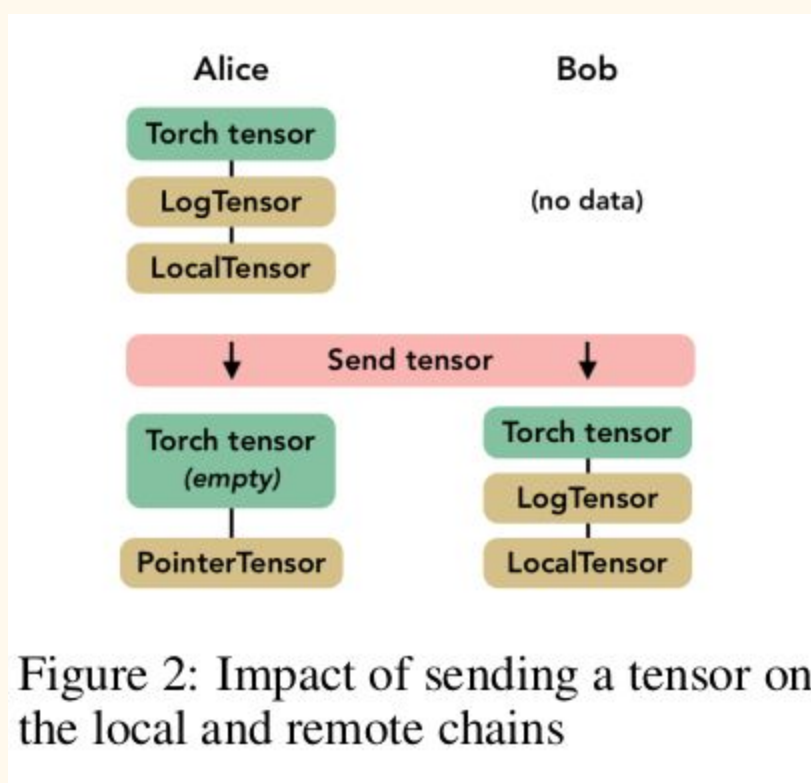 Alice Bob
Torch tensor
LogTensor (no data)
LocalTensor
Send tensor
Torch tensor
(empty)
PointerTensor
Torch tensor
LogTensor
LocalTensor
Figure 2: Impact of sending a tensor on
the local and remote chains